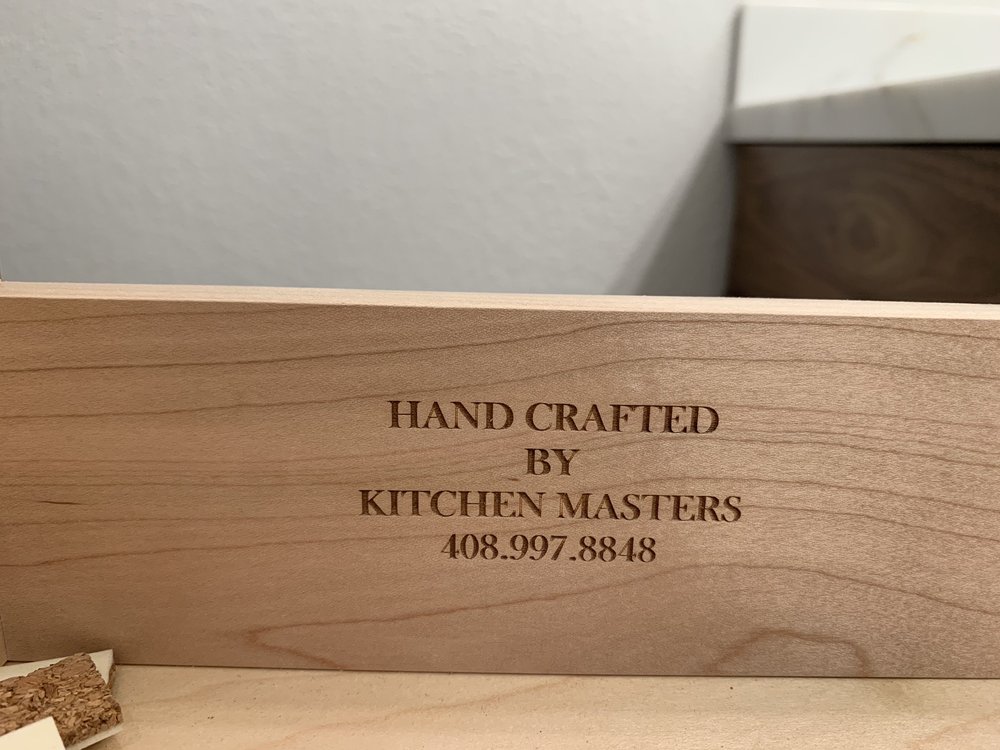 HAND CRAFTED
BY
KITCHEN MASTERS
408.997.8848